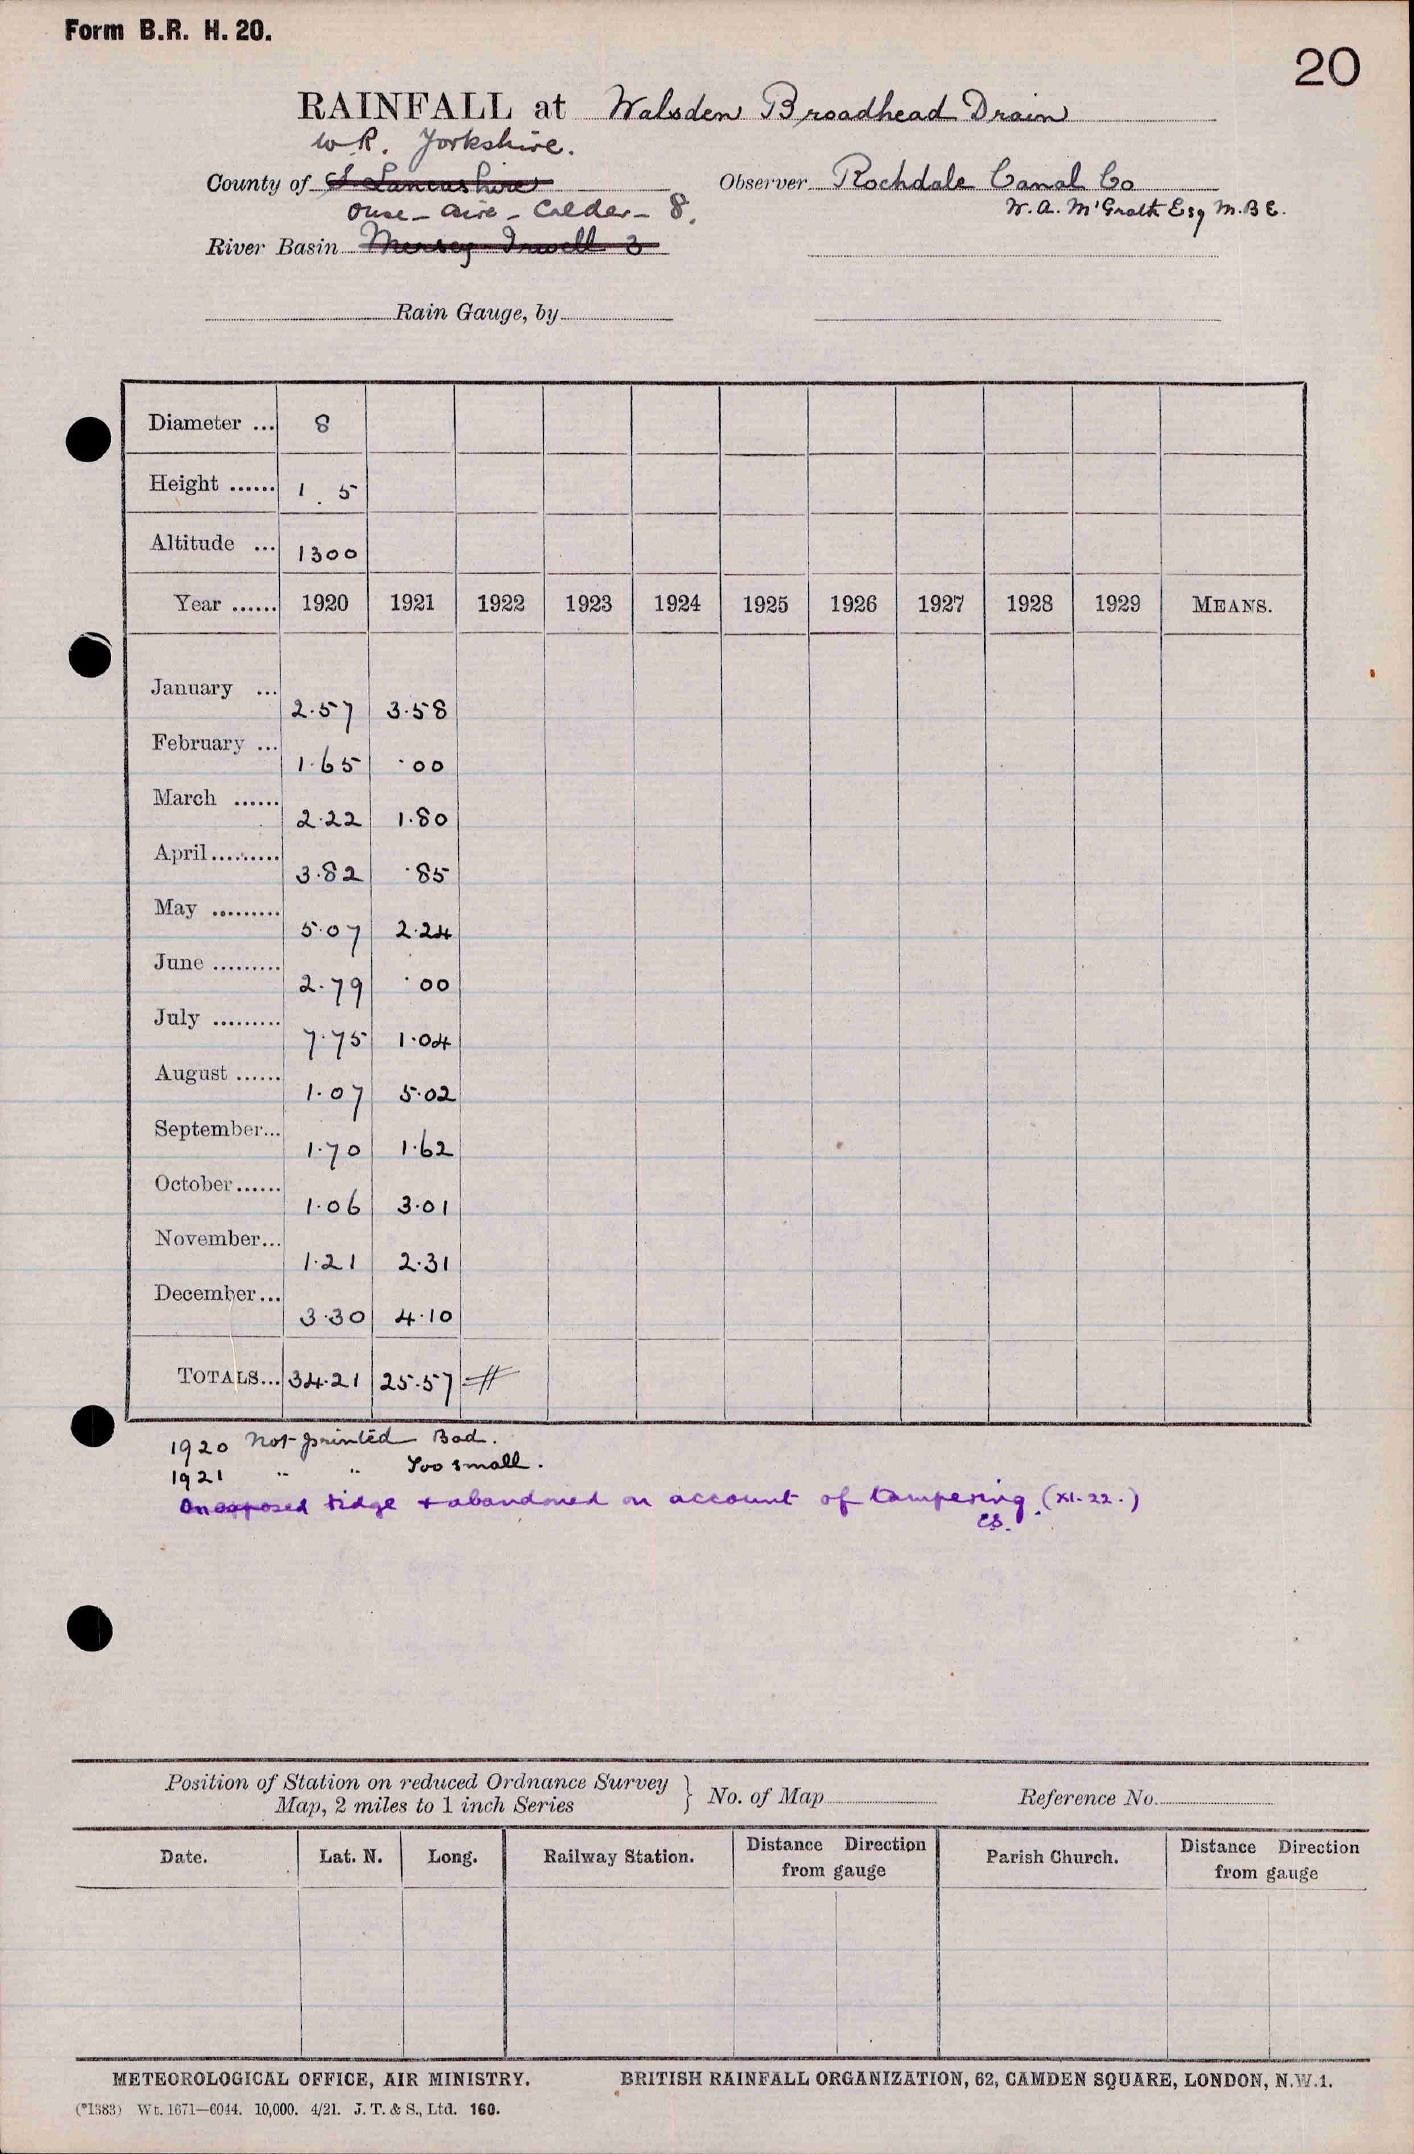 Form B.R. H. 20.
20
RAINFALL at Walsden Broadhead Drain
W.R. Yorkshire.
County of S Lancashire Observer Rochdale Canal Co
Ouse - Aire - Calder - 8. W. A. M'Grath Esq M.B.E.
River Basin Mersey Irwell 3
Rain Gauge, by
Diameter ... 8
Height ...... 1 . 5
Altitude ... 1300
Year ...... 1920 1921 1922 1923 1924 1925 1926 1927 1928 1929 MEANS.
January ... 2.57 3.58
February ... 1.65 .00
March ...... 2.22 1.80
April ......... 3.82 .85
May ......... 5.07 2.24
June ......... 2.79 .00
July ......... 7.75 1.04
August ...... 1.07 5.02
September... 1.70 1.62
October...... 1.06 3.01
November... 1.21 2.31
December... 3.30 4.10
TOTALS... 34.21 25.57 #
1920 Not printed Bad.
1921 " " Too small.
On exposed ridge + abandoned on account of tampering. (XI.22.)
Position of Station on reduced Ordnance Survey
Map, 2 miles to 1 inch Series } No. of Map Reference No.
Date. Lat. N. Long. Railway Station. Distance Direction from gauge Parish Church. Distance Direction from gauge
METEOROLOGICAL OFFICE, AIR MINISTRY. BRITISH RAINFALL ORGANIZATION, 62, CAMDEN SQUARE, LONDON, N.W.1.
(*1383) Wt. 1671—6044. 10,000. 4/21. J. T. & S., Ltd. 160.